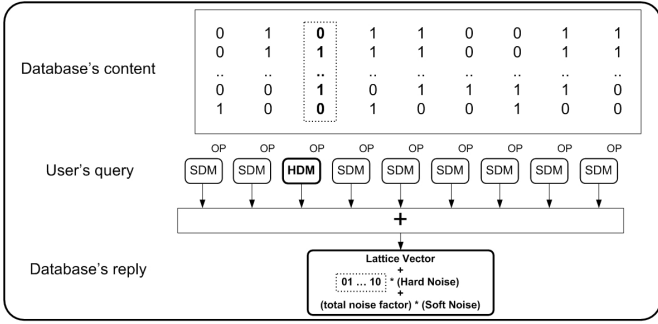 0 1 0 1 1 0 0 1 1
0 1 1 1 1 0 0 1 1
Database's content
.. .. .. .. .. .. .. .. ..
0 0 1 0 1 1 1 1 0
1 0 0 1 0 0 1 0 0
OP OP OP OP OP OP OP OP OP
User's query SDM SDM HDM SDM SDM SDM SDM SDM SDM
+
Database's reply
Lattice Vector
+
01 ... 10 * (Hard Noise)
+
(total noise factor) * (Soft Noise)